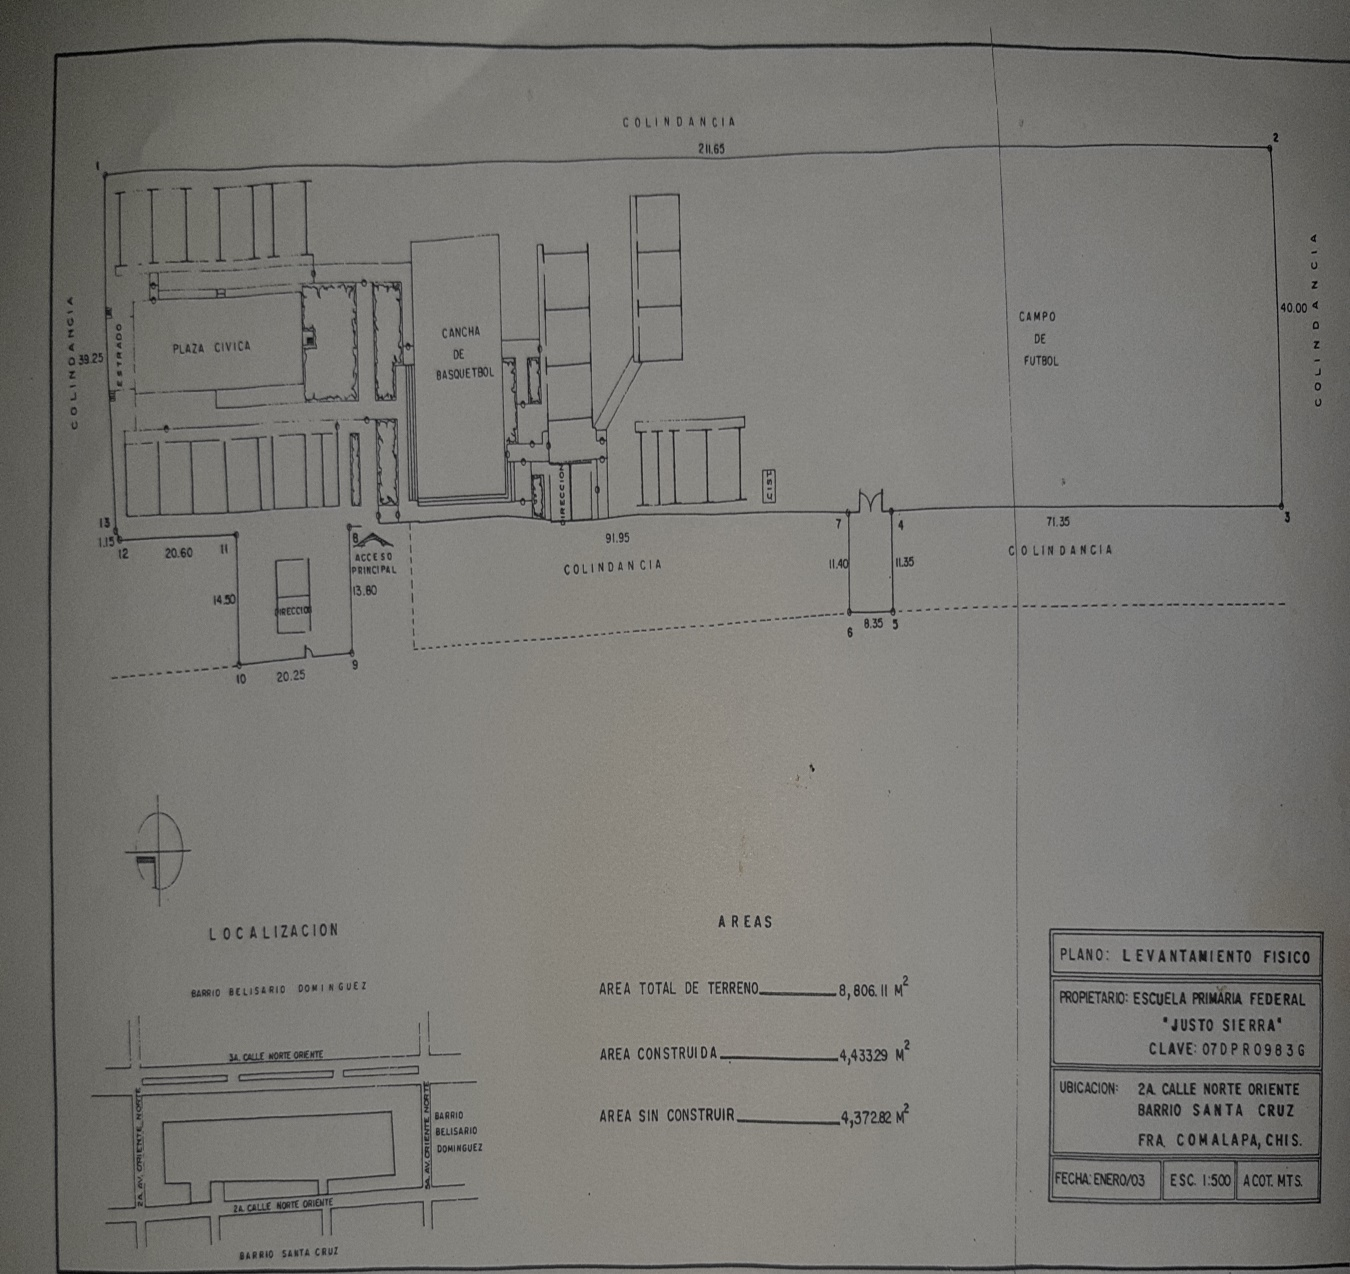 COLINDANCIA
211.65
1
2
COLINDANCIA
39.25
ESTRADO
PLAZA CIVICA
CANCHA
DE
BASQUETBOL
CAMPO
DE
FUTBOL
40.00
COLINDANCIA
DIRECCION
CIST
13
1.15
12
20.60
11
8
ACCESO
PRINCIPAL
13.80
91.95
COLINDANCIA
7
4
71.35
3
COLINDANCIA
11.40
11.35
6
8.35
5
14.50
DIRECCIO
10
20.25
9
LOCALIZACION
BARRIO BELISARIO DOMINGUEZ
3A. CALLE NORTE ORIENTE
2A. AV. ORIENTE NORTE
5A. AV. ORIENTE NORTE
BARRIO
BELISARIO
DOMINGUEZ
2A. CALLE NORTE ORIENTE
BARRIO SANTA CRUZ
AREAS
AREA TOTAL DE TERRENO 8,806.11 M2
AREA CONSTRUIDA 4,433.29 M2
AREA SIN CONSTRUIR 4,372.82 M2
PLANO: LEVANTAMIENTO FISICO
PROPIETARIO: ESCUELA PRIMARIA FEDERAL
"JUSTO SIERRA"
CLAVE: 07DPR0983G
UBICACION: 2A. CALLE NORTE ORIENTE
BARRIO SANTA CRUZ
FRA. COMALAPA, CHIS.
FECHA: ENERO/03 ESC. 1:500 ACOT. MTS.